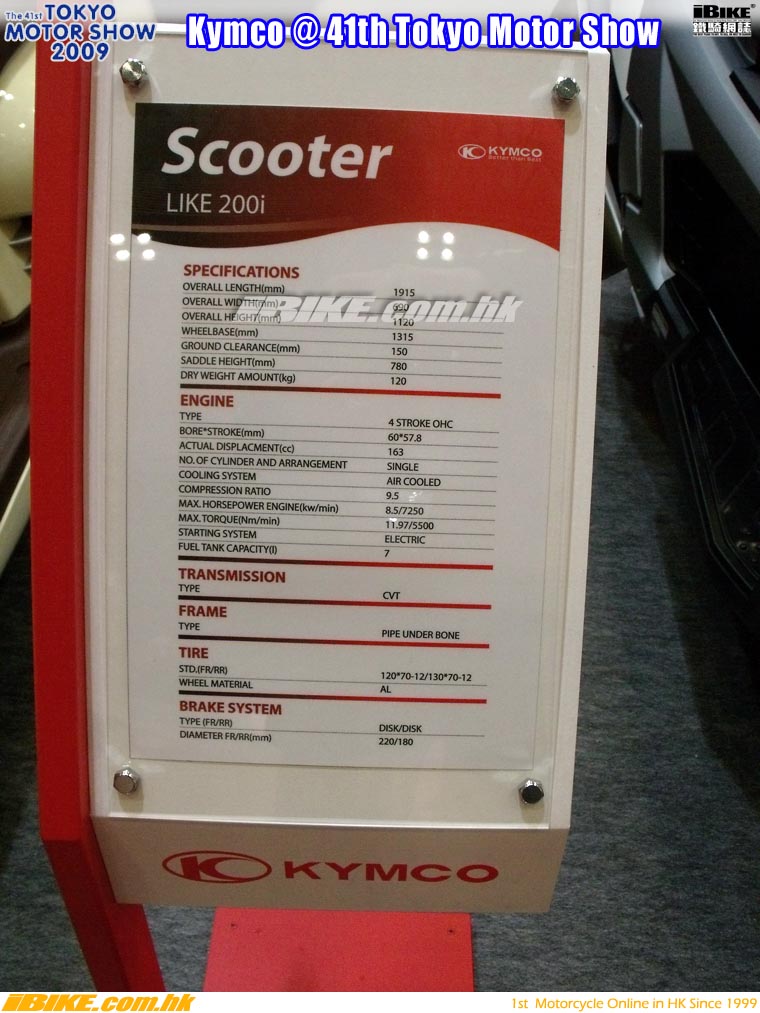 The 41st TOKYO
MOTOR SHOW
2009
Kymco @ 41th Tokyo Motor Show
iBIKE®
鐵騎網誌
Scooter
KYMCO
Better than Best
LIKE 200i
SPECIFICATIONS
OVERALL LENGTH(mm) 1915
OVERALL WIDTH(mm) 690
OVERALL HEIGHT(mm) 1120
iBIKE.com.hk
WHEELBASE(mm) 1315
GROUND CLEARANCE(mm) 150
SADDLE HEIGHT(mm) 780
DRY WEIGHT AMOUNT(kg) 120
ENGINE
TYPE 4 STROKE OHC
BORE*STROKE(mm) 60*57.8
ACTUAL DISPLACMENT(cc) 163
NO. OF CYLINDER AND ARRANGEMENT SINGLE
COOLING SYSTEM AIR COOLED
COMPRESSION RATIO 9.5
MAX. HORSEPOWER ENGINE(kw/min) 8.5/7250
MAX. TORQUE(Nm/min) 11.97/5500
STARTING SYSTEM ELECTRIC
FUEL TANK CAPACITY(l) 7
TRANSMISSION
TYPE CVT
FRAME
TYPE PIPE UNDER BONE
TIRE
STD.(FR/RR) 120*70-12/130*70-12
WHEEL MATERIAL AL
BRAKE SYSTEM
TYPE (FR/RR) DISK/DISK
DIAMETER FR/RR(mm) 220/180
KYMCO
iBIKE.com.hk
1st Motorcycle Online in HK Since 1999